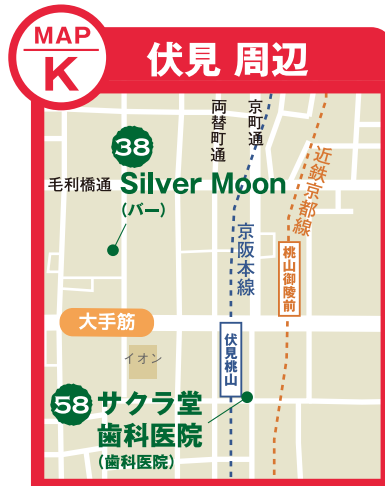 MAP
K
伏見 周辺
両替町通
京町通
38
毛利橋通
Silver Moon
(バー)
近鉄京都線
京阪本線
桃山御陵前
大手筋
伏見桃山
イオン
58
サクラ堂
歯科医院
(歯科医院)